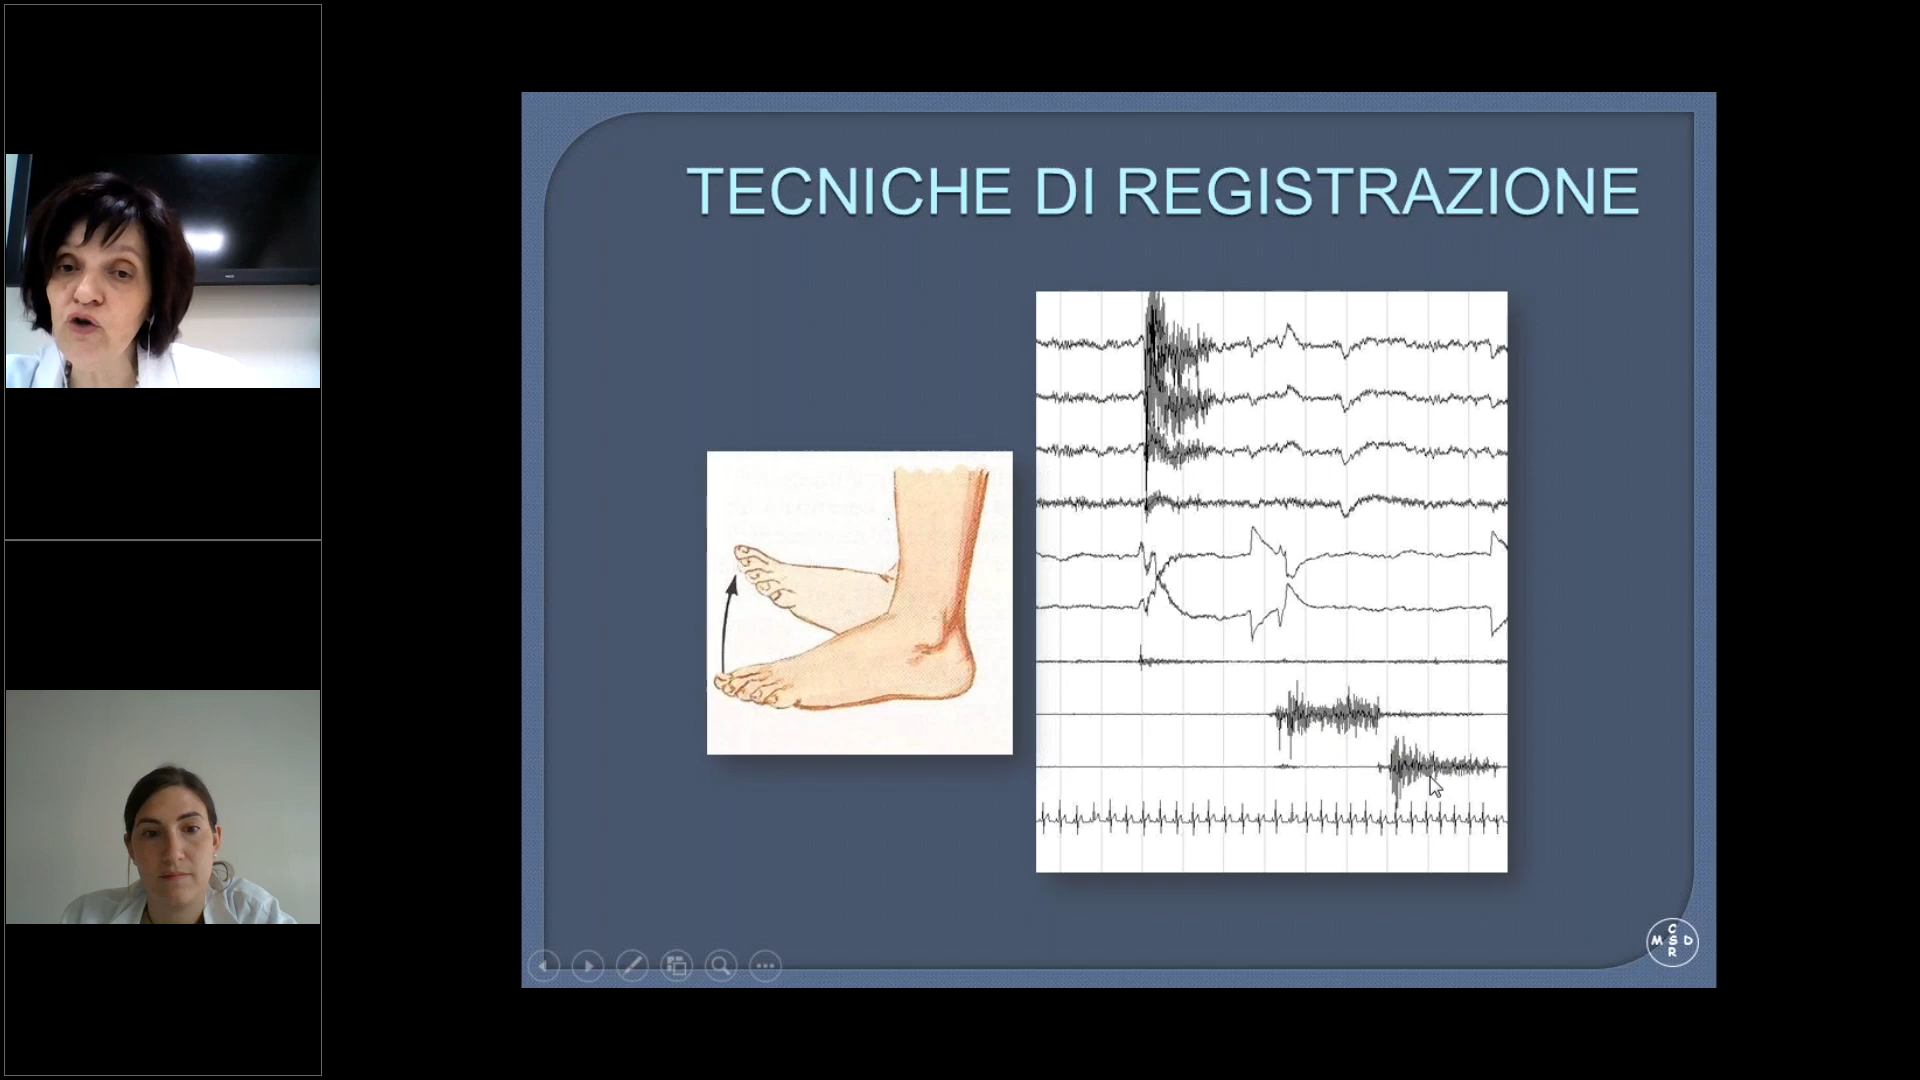 TECNICHE DI REGISTRAZIONE
C
M S D
R